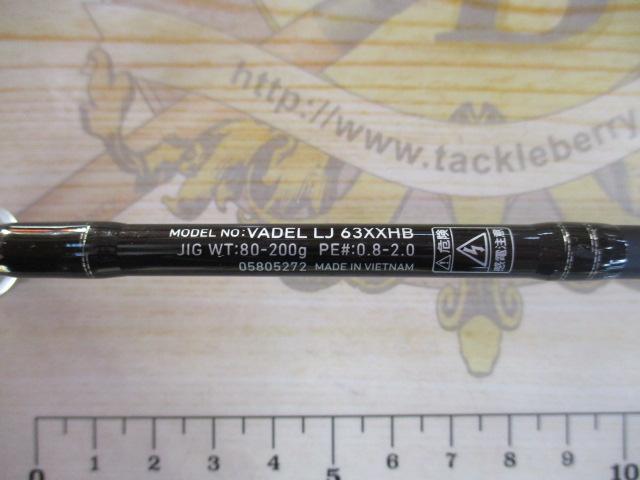 http://www.tackleberry
MODEL NO:VADEL LJ 63XXHB
JIG WT:80-200g PE#:0.8-2.0
05805272 MADE IN VIETNAM
危険
感電注意
0 1 2 3 4 5 6 7 8 9 10